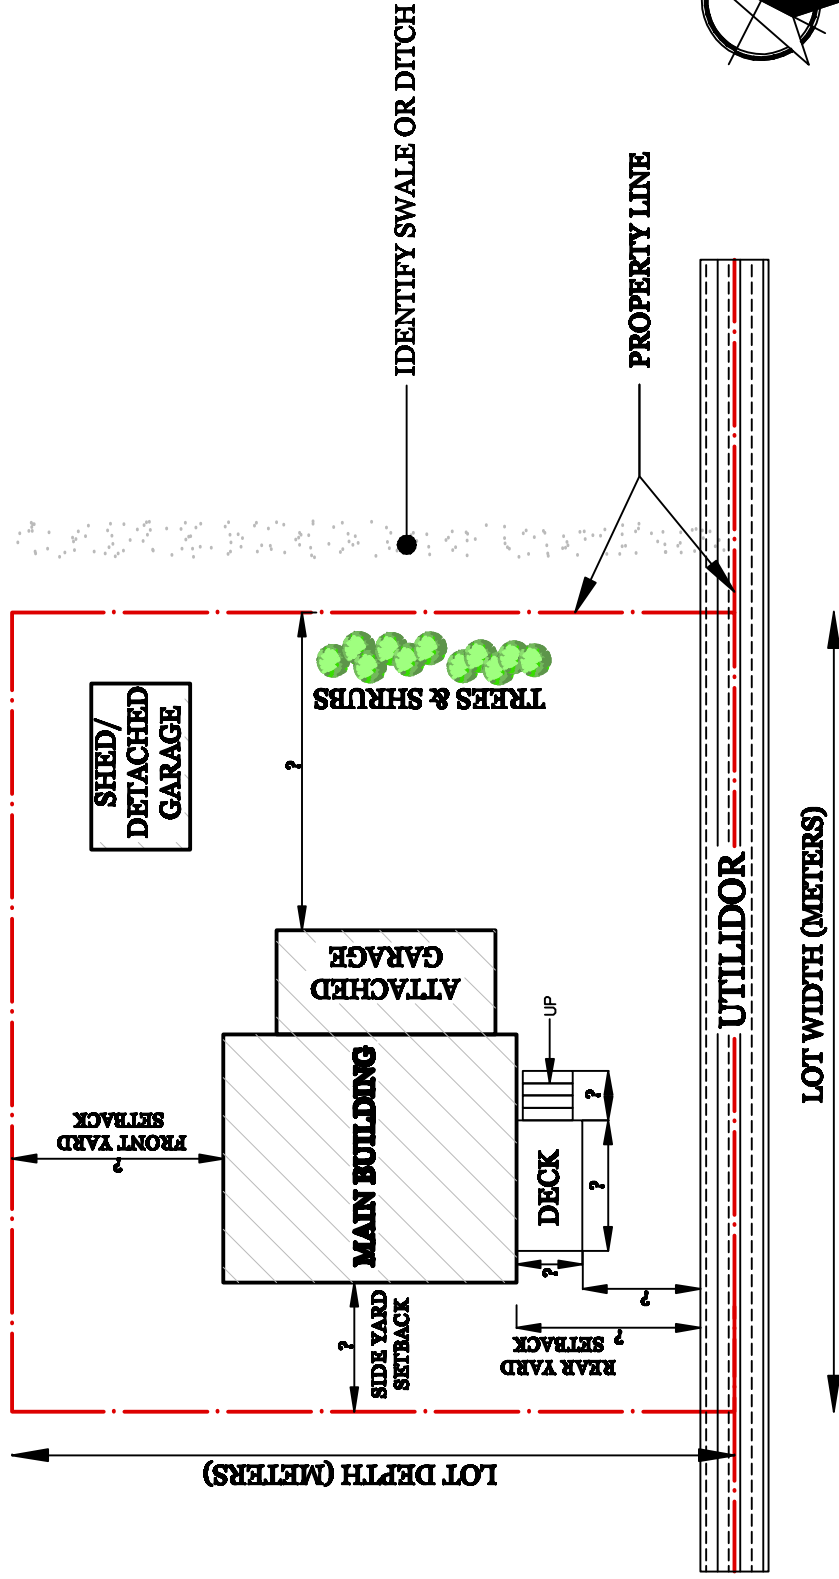 IDENTIFY SWALE OR DITCH
PROPERTY LINE
SHED/
DETACHED
GARAGE
TREES & SHRUBS
?
ATTACHED
GARAGE
MAIN BUILDING
UP
UTILIDOR
LOT WIDTH (METERS)
FRONT YARD
SETBACK
?
DECK
?
?
?
?
?
SIDE YARD
SETBACK
REAR YARD
SETBACK
?
LOT DEPTH (METERS)